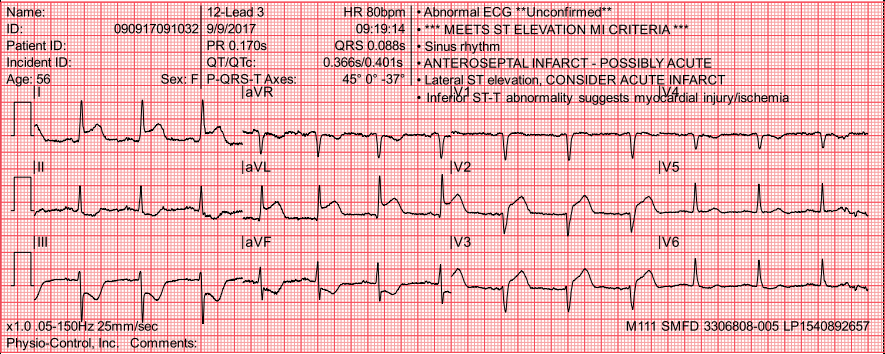 Name: 12-Lead 3 HR 80bpm • Abnormal ECG **Unconfirmed**
ID: 090917091032 9/9/2017 09:19:14 • *** MEETS ST ELEVATION MI CRITERIA ***
Patient ID: PR 0.170s QRS 0.088s • Sinus rhythm
Incident ID: QT/QTc: 0.366s/0.401s • ANTEROSEPTAL INFARCT - POSSIBLY ACUTE
Age: 56 Sex: F P-QRS-T Axes: 45° 0° -37° • Lateral ST elevation, CONSIDER ACUTE INFARCT
• Inferior ST-T abnormality suggests myocardial injury/ischemia
I aVR V1 V4
II aVL V2 V5
III aVF V3 V6
x1.0 .05-150Hz 25mm/sec M111 SMFD 3306808-005 LP1540892657
Physio-Control, Inc. Comments: